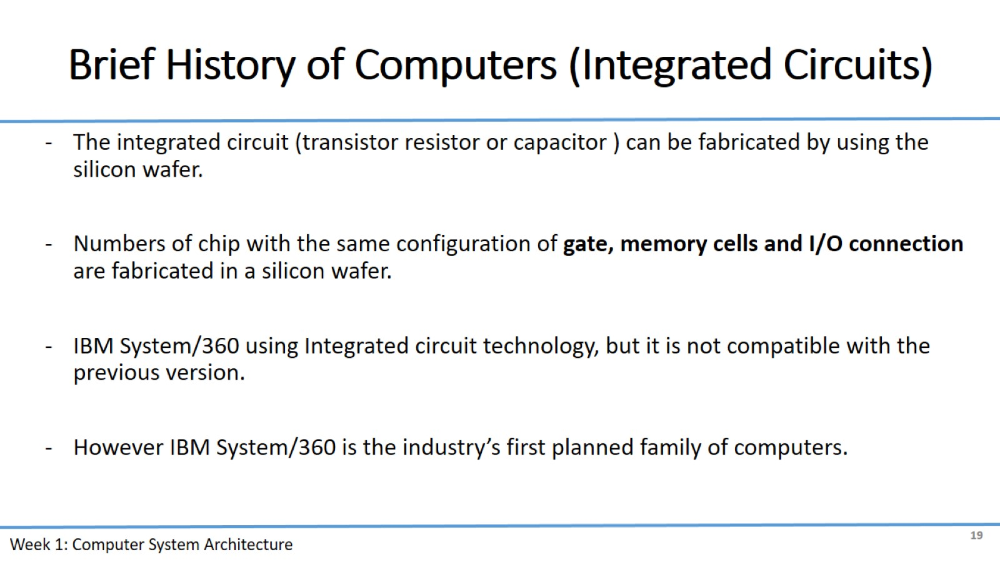 Brief History of Computers (Integrated Circuits)
- The integrated circuit (transistor resistor or capacitor ) can be fabricated by using the
silicon wafer.
- Numbers of chip with the same configuration of gate, memory cells and I/O connection
are fabricated in a silicon wafer.
- IBM System/360 using Integrated circuit technology, but it is not compatible with the
previous version.
- However IBM System/360 is the industry’s first planned family of computers.
19
Week 1: Computer System Architecture